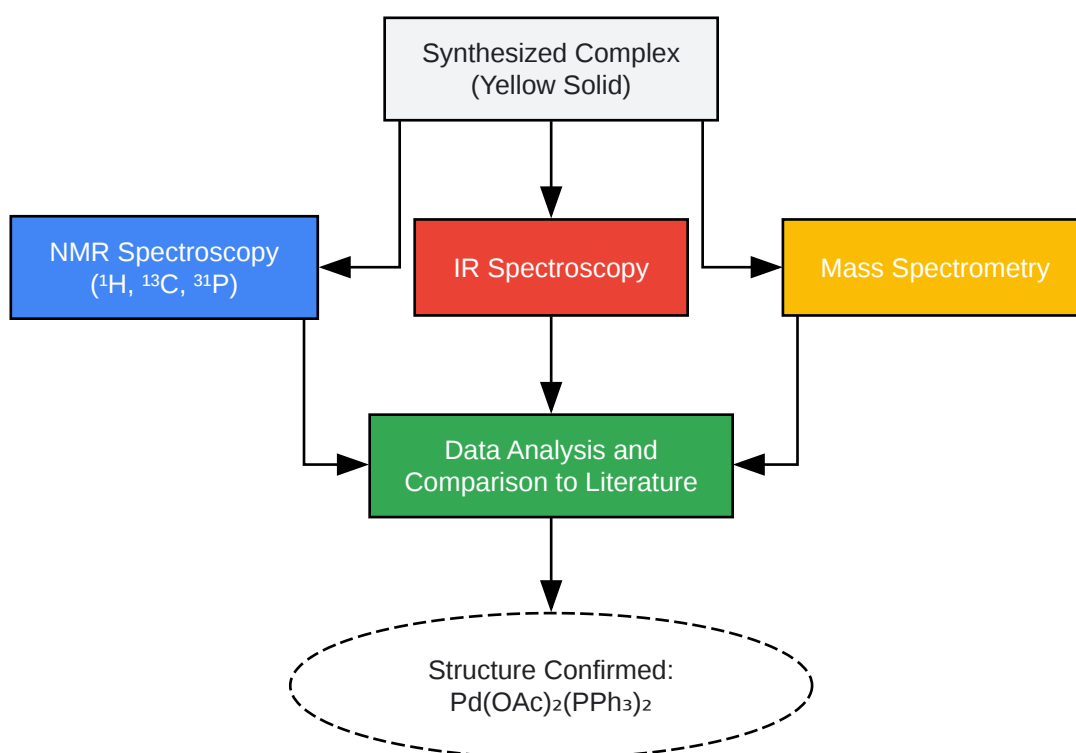 Synthesized Complex
(Yellow Solid)
NMR Spectroscopy
(¹H, ¹³C, ³¹P)
IR Spectroscopy
Mass Spectrometry
Data Analysis and
Comparison to Literature
Structure Confirmed:
Pd(OAc)₂(PPh₃)₂